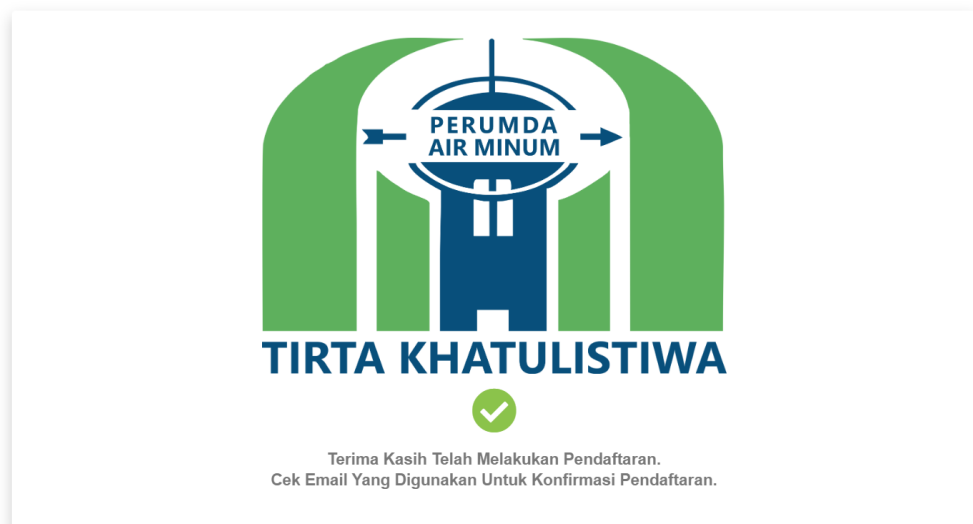 PERUMDA
AIR MINUM
TIRTA KHATULISTIWA
Terima Kasih Telah Melakukan Pendaftaran.
Cek Email Yang Digunakan Untuk Konfirmasi Pendaftaran.